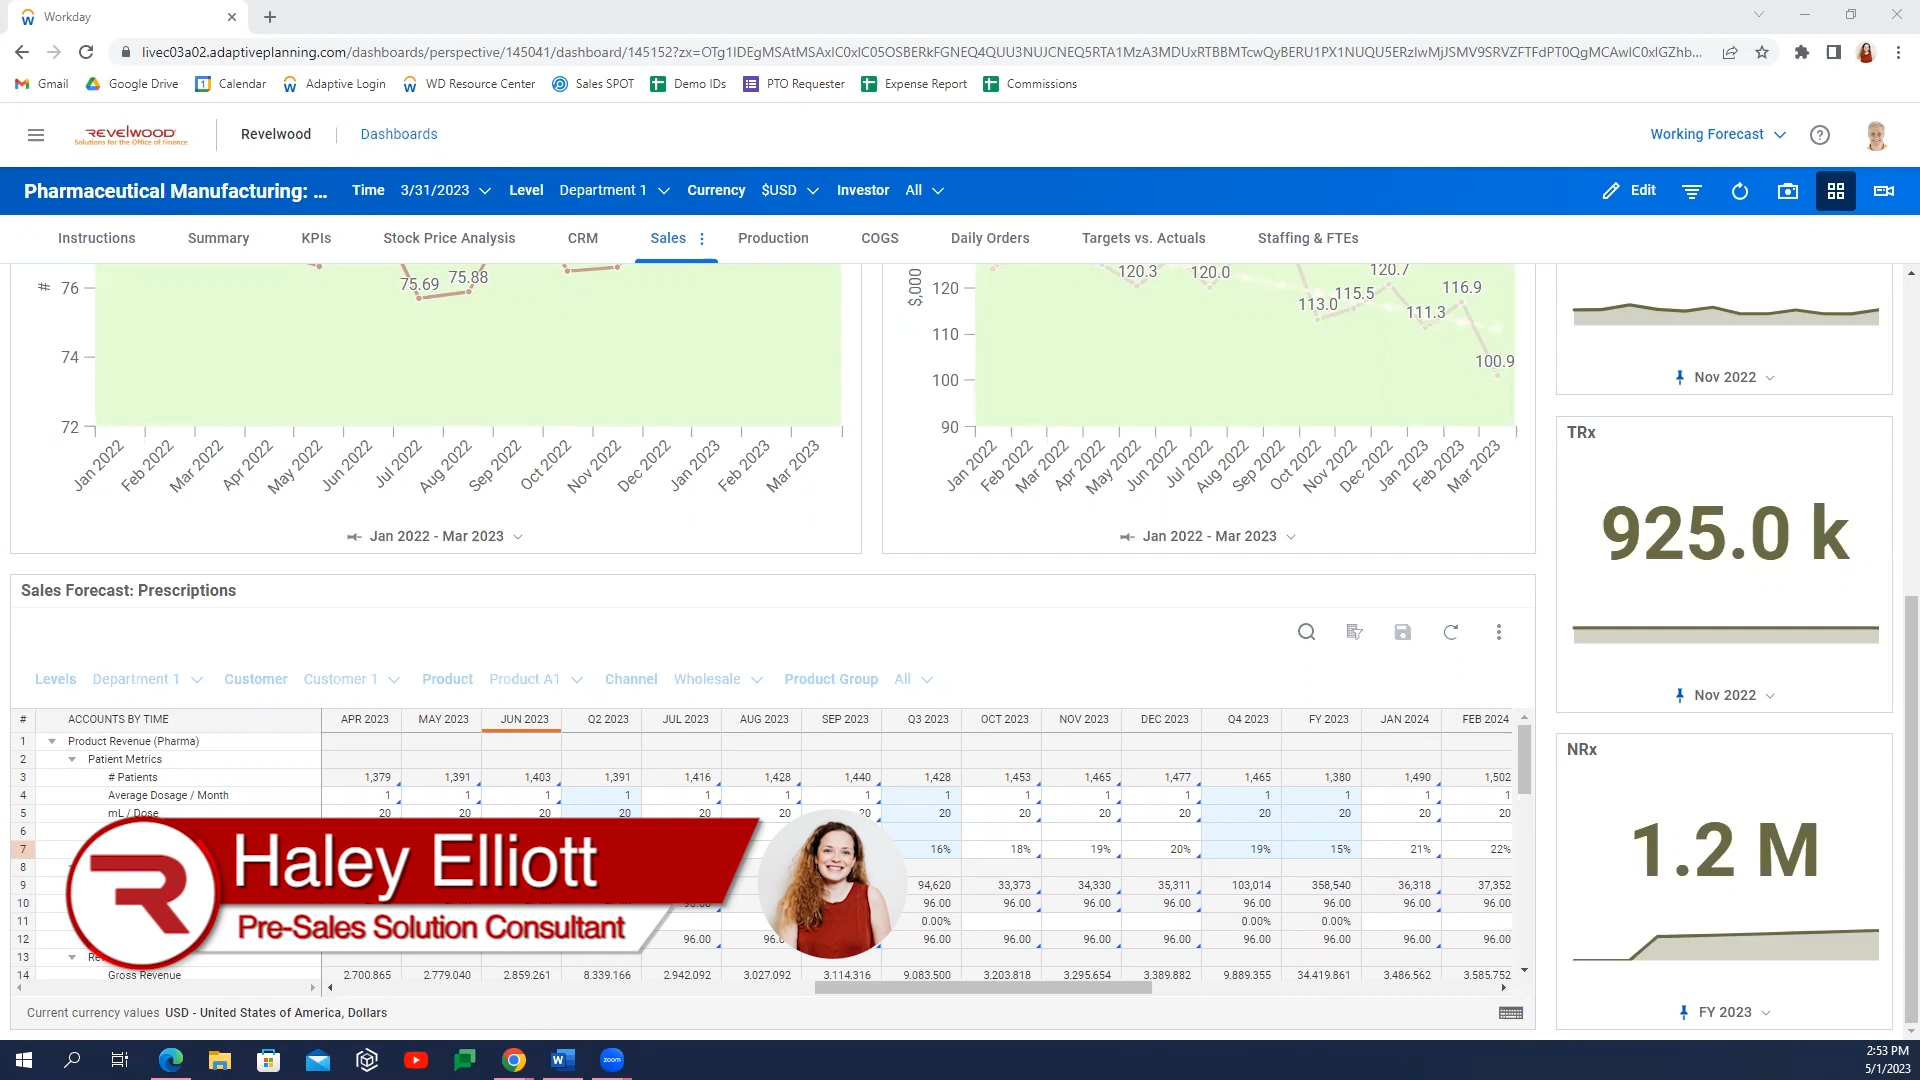 Workday
livec03a02.adaptiveplanning.com/dashboards/perspective/145041/dashboard/145152?
Gmail Google Drive Calendar Adaptive Login WD Resource Center Sales SPOT Demo IDs PTO Requester Expense Report Commissions
REVELWOOD
Solutions for the Office of Finance
Revelwood Dashboards Working Forecast
Pharmaceutical Manufacturing: ... Time 3/31/2023 Level Department 1 Currency $USD Investor All Edit
Instructions Summary KPIs Stock Price Analysis CRM Sales Production COGS Daily Orders Targets vs. Actuals Staffing & FTEs
# 76 74 72
75.69 75.88
Jan 2022 Feb 2022 Mar 2022 Apr 2022 May 2022 Jun 2022 Jul 2022 Aug 2022 Sep 2022 Oct 2022 Nov 2022 Dec 2022 Jan 2023 Feb 2023 Mar 2023
Jan 2022 - Mar 2023
$,000 120 110 100 90
120.3 120.0 113.0 115.5 120.7 111.3 116.9 100.9
Jan 2022 Feb 2022 Mar 2022 Apr 2022 May 2022 Jun 2022 Jul 2022 Aug 2022 Sep 2022 Oct 2022 Nov 2022 Dec 2022 Jan 2023 Feb 2023 Mar 2023
Jan 2022 - Mar 2023
Nov 2022
TRx
925.0 k
Nov 2022
NRx
1.2 M
FY 2023
Sales Forecast: Prescriptions
Levels Department 1 Customer Customer 1 Product Product A1 Channel Wholesale Product Group All
# ACCOUNTS BY TIME APR 2023 MAY 2023 JUN 2023 Q2 2023 JUL 2023 AUG 2023 SEP 2023 Q3 2023 OCT 2023 NOV 2023 DEC 2023 Q4 2023 FY 2023 JAN 2024 FEB 2024
1 Product Revenue (Pharma)
2 Patient Metrics
3 # Patients 1,379 1,391 1,403 1,391 1,416 1,428 1,440 1,428 1,453 1,465 1,477 1,465 1,380 1,490 1,502
4 Average Dosage / Month 1 1 1 1 1 1 1 1 1 1 1 1 1 1 1
5 mL / Dose 20 20 20 20 20 20 20 20 20 20 20 20 20 20 20
6
7 16% 18% 19% 20% 19% 15% 21% 22%
8
9 94,620 33,373 34,330 35,311 103,014 358,540 36,318 37,352
10 96.00 96.00 96.00 96.00 96.00 96.00 96.00 96.00
11 0.00% 0.00% 0.00%
12 96.00 96.00 96.00 96.00 96.00 96.00 96.00 96.00 96.00
13
14 Gross Revenue 2.700.865 2.779.040 2.859.261 8.339.166 2.942.092 3.027.092 3.114.316 9.083.500 3.203.818 3.295.654 3.389.882 9.889.355 34.419.861 3.486.562 3.585.752
Haley Elliott
Pre-Sales Solution Consultant
Current currency values USD - United States of America, Dollars
2:53 PM
5/1/2023